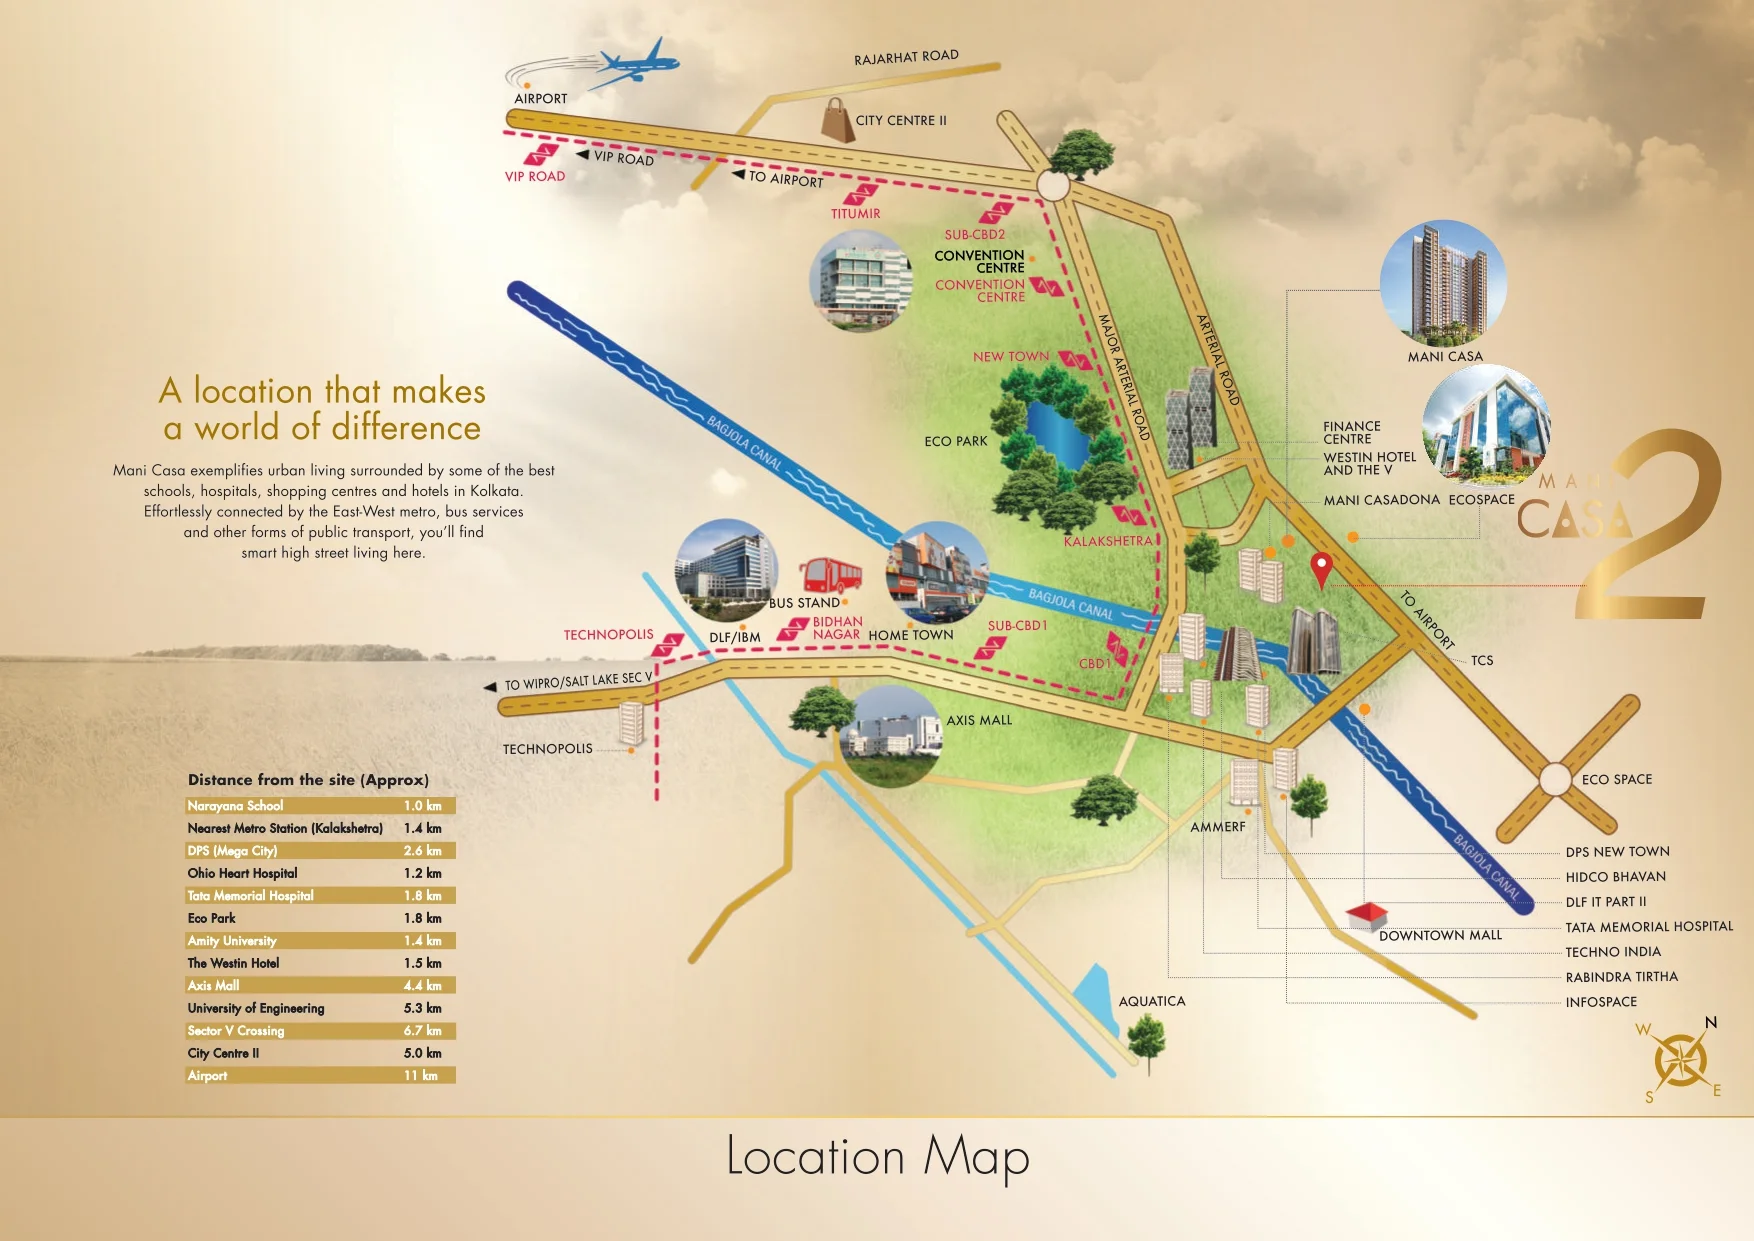 RAJARHAT ROAD
AIRPORT
CITY CENTRE II
VIP ROAD
VIP ROAD
TO AIRPORT
TITUMIR
SUB-CBD2
CONVENTION
CENTRE
CONVENTION
CENTRE
MAJOR ARTERIAL ROAD
ARTERIAL ROAD
NEW TOWN
MANI CASA
A location that makes
a world of difference
Mani Casa exemplifies urban living surrounded by some of the best
schools, hospitals, shopping centres and hotels in Kolkata.
Effortlessly connected by the East-West metro, bus services
and other forms of public transport, you'll find
smart high street living here.
BAGJOLA CANAL
ECO PARK
FINANCE
CENTRE
WESTIN HOTEL
AND THE V
MANI CASADONA
ECOSPACE
MANI
CASA
2
KALAKSHETRA
BAGJOLA CANAL
BUS STAND
BIDHAN
NAGAR
TECHNOPOLIS
DLF/IBM
HOME TOWN
SUB-CBD1
CBD1
TO AIRPORT
TCS
TO WIPRO/SALT LAKE SEC V
AXIS MALL
TECHNOPOLIS
ECO SPACE
AMMERF
BAGJOLA CANAL
DPS NEW TOWN
HIDCO BHAVAN
DLF IT PART II
TATA MEMORIAL HOSPITAL
DOWNTOWN MALL
TECHNO INDIA
RABINDRA TIRTHA
INFOSPACE
AQUATICA
Distance from the site (Approx)
Narayana School 1.0 km
Nearest Metro Station (Kalakshetra) 1.4 km
DPS (Mega City) 2.6 km
Ohio Heart Hospital 1.2 km
Tata Memorial Hospital 1.8 km
Eco Park 1.8 km
Amity University 1.4 km
The Westin Hotel 1.5 km
Axis Mall 4.4 km
University of Engineering 5.3 km
Sector V Crossing 6.7 km
City Centre II 5.0 km
Airport 11 km
W N
S E
Location Map